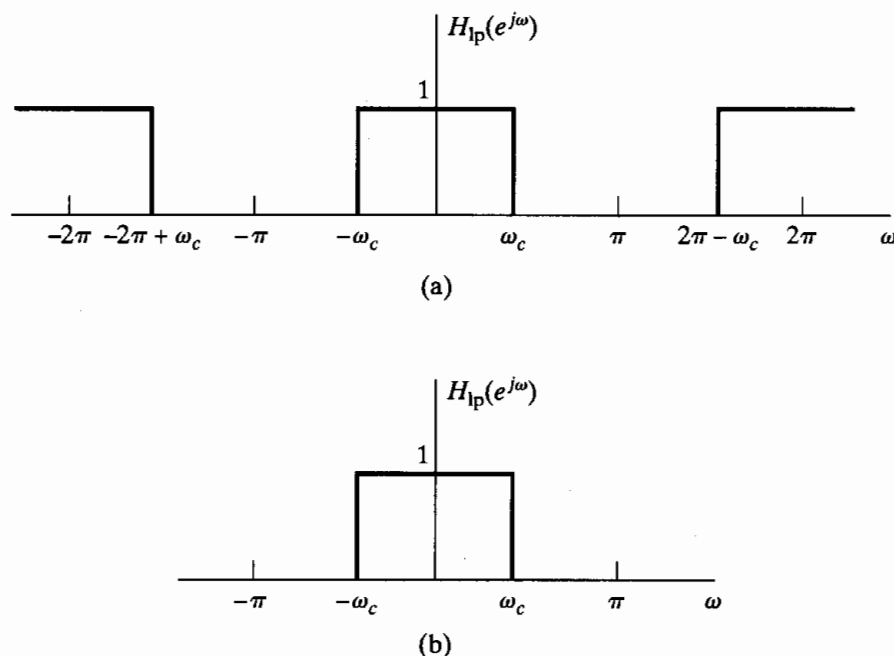 H_lp(e^jω)
1
−2π −2π + ω_c −π −ω_c ω_c π 2π − ω_c 2π ω
(a)
H_lp(e^jω)
1
−π −ω_c ω_c π ω
(b)